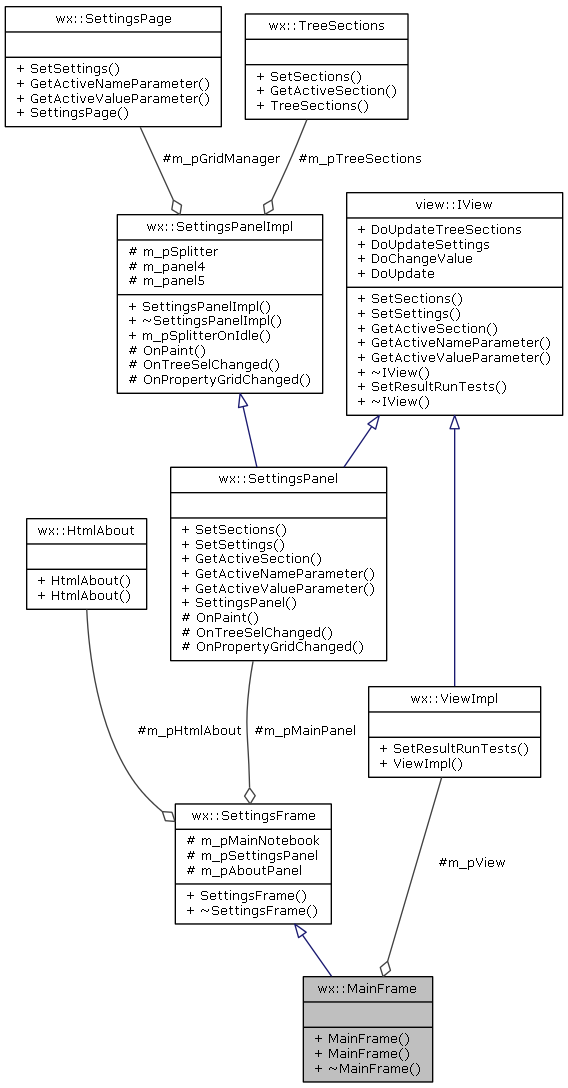 wx::SettingsPage
+ SetSettings()
+ GetActiveNameParameter()
+ GetActiveValueParameter()
+ SettingsPage()
wx::TreeSections
+ SetSections()
+ GetActiveSection()
+ TreeSections()
#m_pGridManager
#m_pTreeSections
wx::SettingsPanelImpl
# m_pSplitter
# m_panel4
# m_panel5
+ SettingsPanelImpl()
+ ~SettingsPanelImpl()
+ m_pSplitterOnIdle()
# OnPaint()
# OnTreeSelChanged()
# OnPropertyGridChanged()
view::IView
+ DoUpdateTreeSections
+ DoUpdateSettings
+ DoChangeValue
+ DoUpdate
+ SetSections()
+ SetSettings()
+ GetActiveSection()
+ GetActiveNameParameter()
+ GetActiveValueParameter()
+ ~IView()
+ SetResultRunTests()
+ ~IView()
wx::HtmlAbout
+ HtmlAbout()
+ HtmlAbout()
wx::SettingsPanel
+ SetSections()
+ SetSettings()
+ GetActiveSection()
+ GetActiveNameParameter()
+ GetActiveValueParameter()
+ SettingsPanel()
# OnPaint()
# OnTreeSelChanged()
# OnPropertyGridChanged()
wx::ViewImpl
+ SetResultRunTests()
+ ViewImpl()
#m_pHtmlAbout
#m_pMainPanel
wx::SettingsFrame
# m_pMainNotebook
# m_pSettingsPanel
# m_pAboutPanel
+ SettingsFrame()
+ ~SettingsFrame()
#m_pView
wx::MainFrame
+ MainFrame()
+ MainFrame()
+ ~MainFrame()